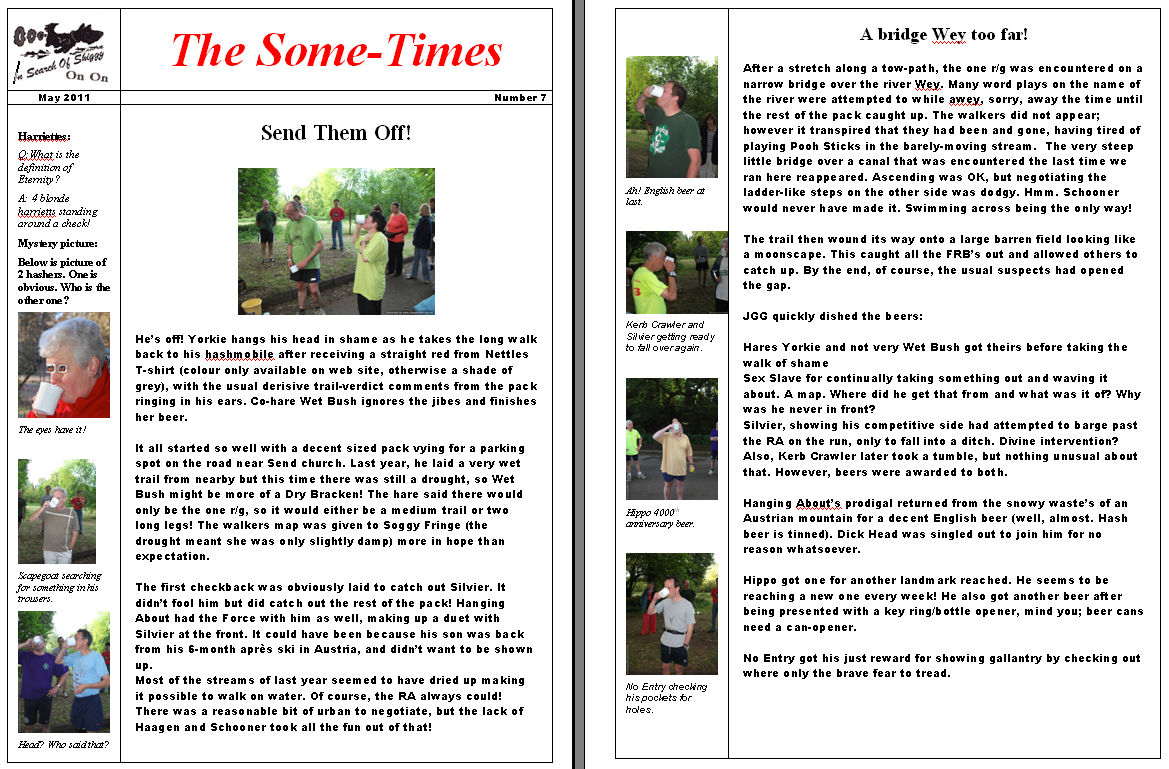 In Search Of Shiggy
On On
The Some-Times
May 2011
Number 7
Harriettes:
Q: What is the
definition of
Eternity?
A: 4 blonde
harrietts standing
around a check!
Mystery picture:
Below is picture of
2 hashers. One is
obvious. Who is the
other one?
The eyes have it!
Scapegoat searching
for something in his
trousers.
Head? Who said that?
Send Them Off!
He's off! Yorkie hangs his head in shame as he takes the long walk
back to his hashmobile after receiving a straight red from Nettles
T-shirt (colour only available on web site, otherwise a shade of
grey), with the usual derisive trail-verdict comments from the pack
ringing in his ears. Co-hare Wet Bush ignores the jibes and finishes
her beer.
It all started so well with a decent sized pack vying for a parking
spot on the road near Send church. Last year, he laid a very wet
trail from nearby but this time there was still a drought, so Wet
Bush might be more of a Dry Bracken! The hare said there would
only be the one r/g, so it would either be a medium trail or two
long legs! The walkers map was given to Soggy Fringe (the
drought meant she was only slightly damp) more in hope than
expectation.
The first checkback was obviously laid to catch out Silvier. It
didn't fool him but did catch out the rest of the pack! Hanging
About had the Force with him as well, making up a duet with
Silvier at the front. It could have been because his son was back
from his 6-month après ski in Austria, and didn't want to be shown
up.
Most of the streams of last year seemed to have dried up making
it possible to walk on water. Of course, the RA always could!
There was a reasonable bit of urban to negotiate, but the lack of
Haagen and Schooner took all the fun out of that!
Ah! English beer at
last.
Kerb Crawler and
Silvier getting ready
to fall over again.
Hippo 4000th
anniversary beer.
No Entry checking
his pockets for
holes.
A bridge Wey too far!
After a stretch along a tow-path, the one r/g was encountered on a
narrow bridge over the river Wey. Many word plays on the name of
the river were attempted to while awey, sorry, away the time until
the rest of the pack caught up. The walkers did not appear;
however it transpired that they had been and gone, having tired of
playing Pooh Sticks in the barely-moving stream. The very steep
little bridge over a canal that was encountered the last time we
ran here reappeared. Ascending was OK, but negotiating the
ladder-like steps on the other side was dodgy. Hmm. Schooner
would never have made it. Swimming across being the only way!
The trail then wound its way onto a large barren field looking like
a moonscape. This caught all the FRB's out and allowed others to
catch up. By the end, of course, the usual suspects had opened
the gap.
JGG quickly dished the beers:
Hares Yorkie and not very Wet Bush got theirs before taking the
walk of shame
Sex Slave for continually taking something out and waving it
about. A map. Where did he get that from and what was it of? Why
was he never in front?
Silvier, showing his competitive side had attempted to barge past
the RA on the run, only to fall into a ditch. Divine intervention?
Also, Kerb Crawler later took a tumble, but nothing unusual about
that. However, beers were awarded to both.
Hanging About's prodigal returned from the snowy waste's of an
Austrian mountain for a decent English beer (well, almost. Hash
beer is tinned). Dick Head was singled out to join him for no
reason whatsoever.
Hippo got one for another landmark reached. He seems to be
reaching a new one every week! He also got another beer after
being presented with a key ring/bottle opener, mind you; beer cans
need a can-opener.
No Entry got his just reward for showing gallantry by checking out
where only the brave fear to tread.